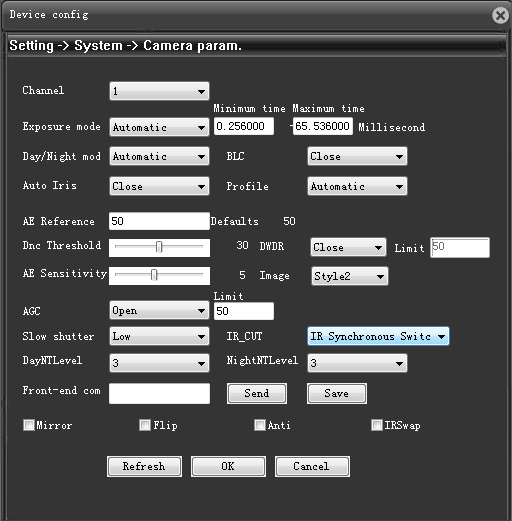 Device config
Setting -> System -> Camera param.
Channel 1
Minimum time Maximum time
Exposure mode Automatic 0.256000 -65.536000 Millisecond
Day/Night mod Automatic BLC Close
Auto Iris Close Profile Automatic
AE Reference 50 Defaults 50
Dnc Threshold 30 DWDR Close Limit 50
AE Sensitivity 5 Image Style2
Limit
AGC Open 50
Slow shutter Low IR_CUT IR Synchronous Switc
DayNTLevel 3 NightNTLevel 3
Front-end com Send Save
Mirror Flip Anti IRSwap
Refresh OK Cancel